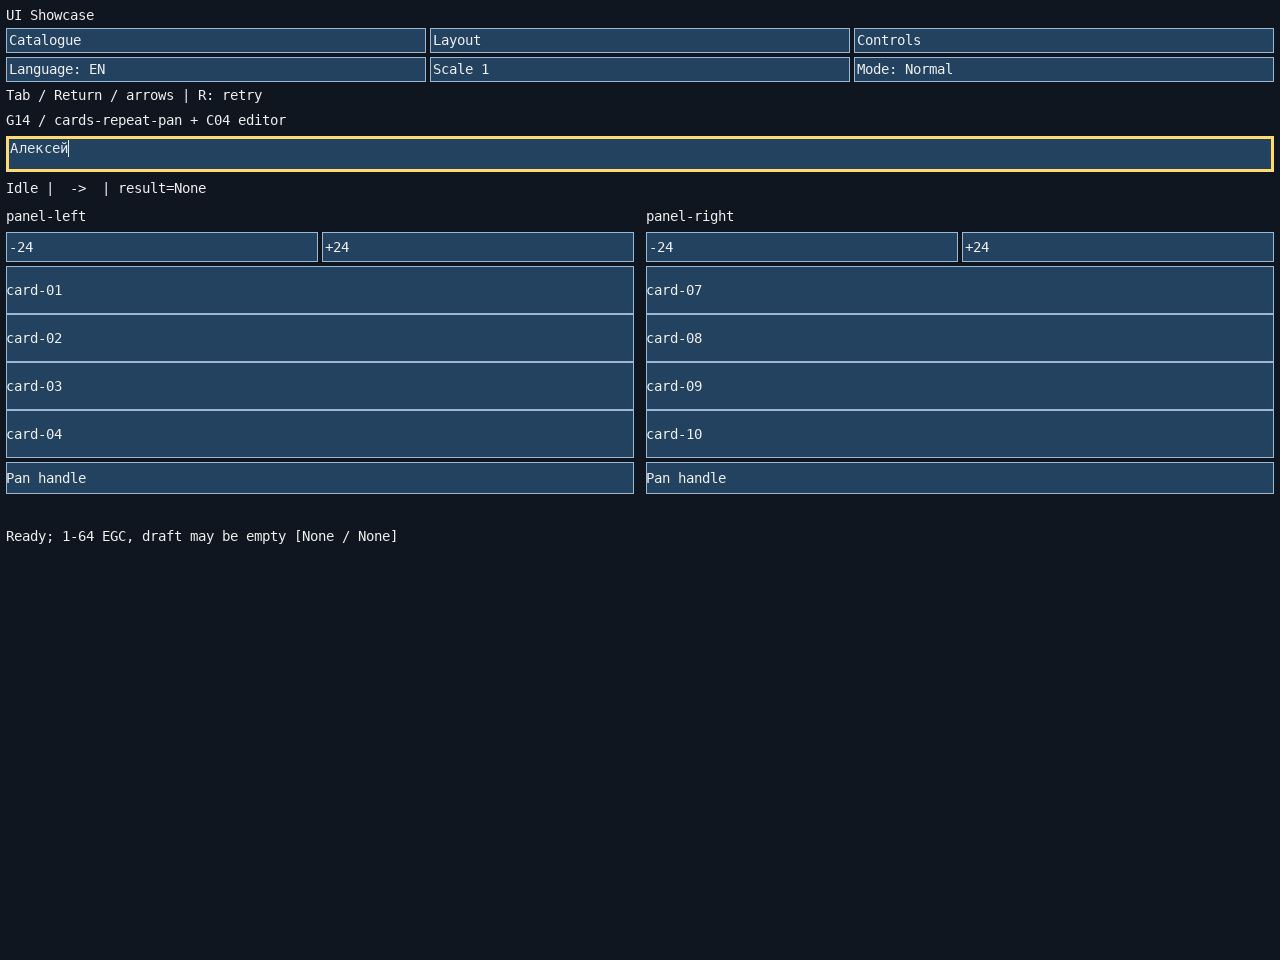 UI Showcase
Catalogue Layout Controls
Language: EN Scale 1 Mode: Normal
Tab / Return / arrows | R: retry
G14 / cards-repeat-pan + C04 editor
Алексей
Idle |  ->  | result=None
panel-left panel-right
-24 +24 -24 +24
card-01 card-07
card-02 card-08
card-03 card-09
card-04 card-10
Pan handle Pan handle
Ready; 1-64 EGC, draft may be empty [None / None]